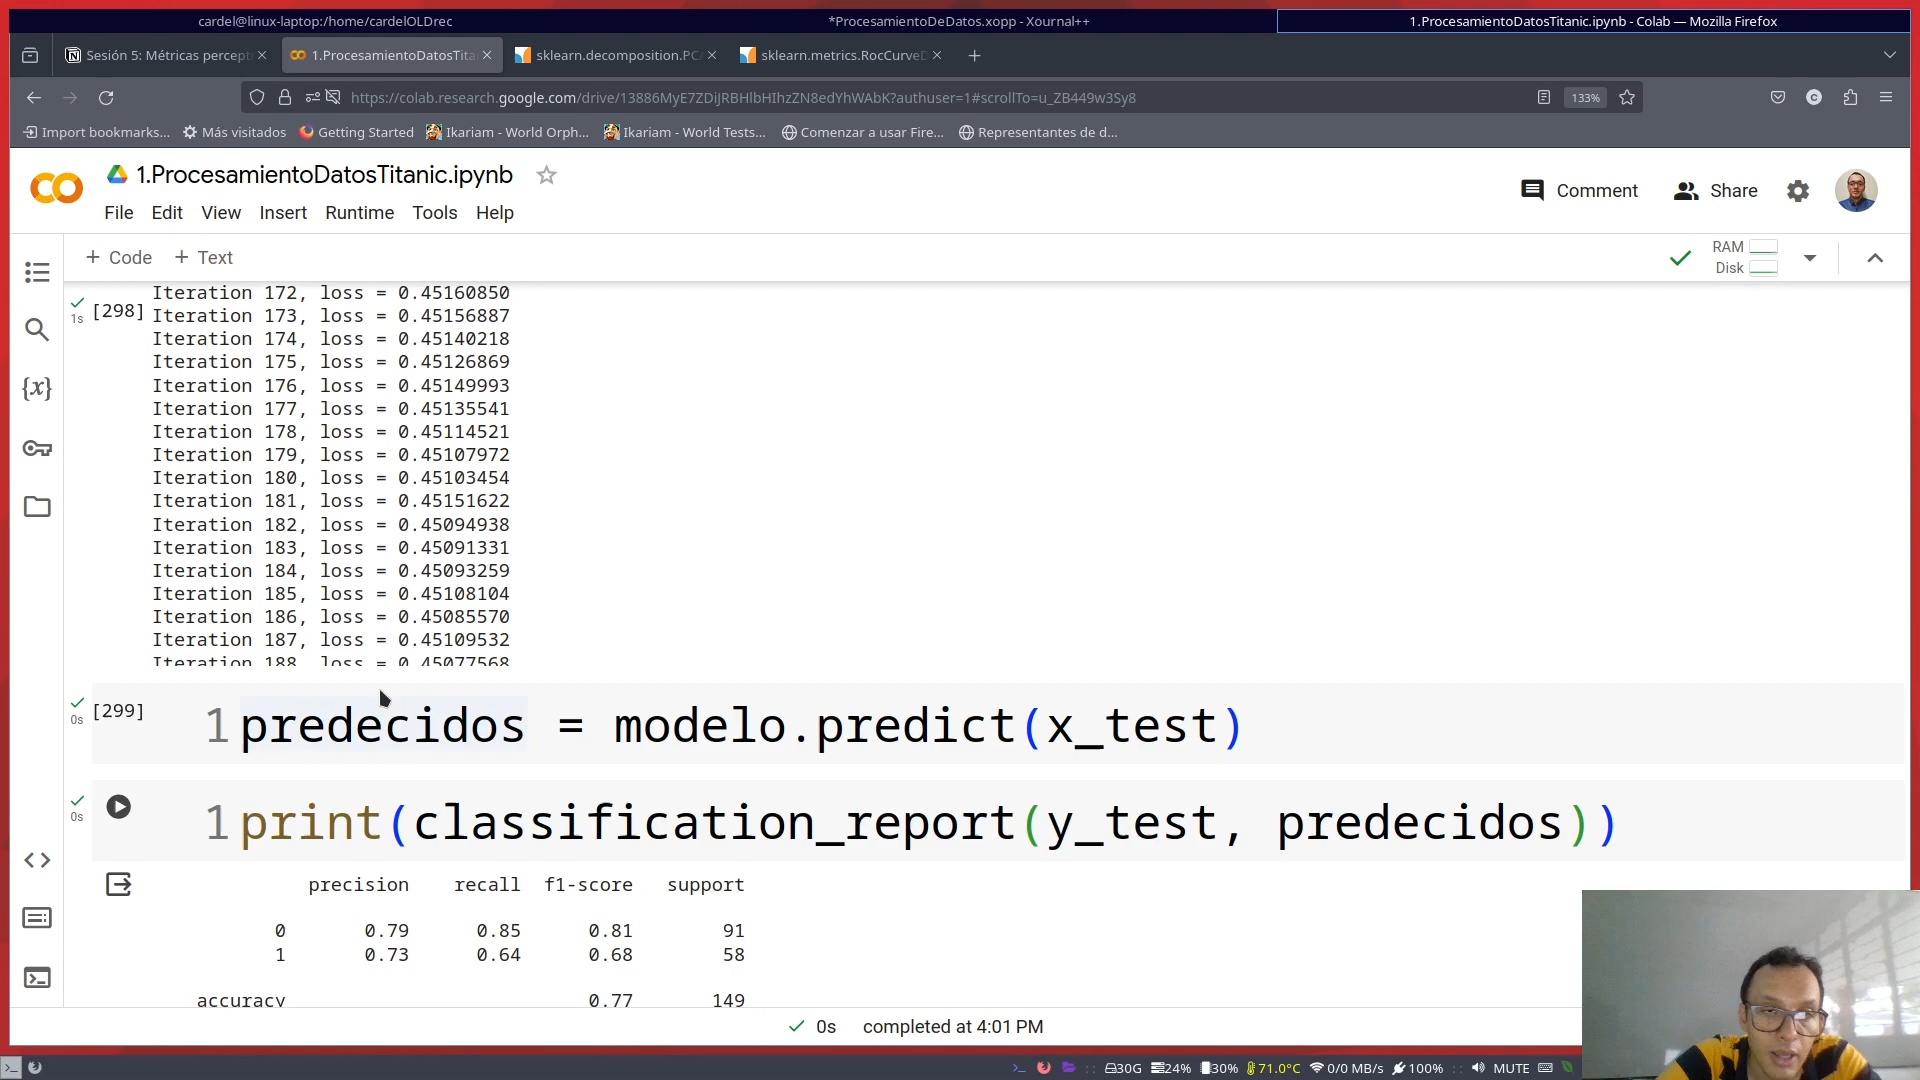 cardel@linux-laptop:/home/cardelOLDrec
*ProcesamientoDeDatos.xopp - Xournal++
1.ProcesamientoDatosTitanic.ipynb - Colab — Mozilla Firefox
Sesión 5: Métricas percept
1.ProcesamientoDatosTita
sklearn.decomposition.PC
sklearn.metrics.RocCurveD
https://colab.research.google.com/drive/13886MyE7ZDiJRBHlbHIhzZN8edYhWAbK?authuser=1#scrollTo=u_ZB449w3Sy8
133%
Import bookmarks...
Más visitados
Getting Started
Ikariam - World Orph...
Ikariam - World Tests...
Comenzar a usar Fire...
Representantes de d...
1.ProcesamientoDatosTitanic.ipynb
Comment
Share
File Edit View Insert Runtime Tools Help
+ Code + Text
RAM
Disk
[298]
1s
Iteration 172, loss = 0.45160850
Iteration 173, loss = 0.45156887
Iteration 174, loss = 0.45140218
Iteration 175, loss = 0.45126869
Iteration 176, loss = 0.45149993
Iteration 177, loss = 0.45135541
Iteration 178, loss = 0.45114521
Iteration 179, loss = 0.45107972
Iteration 180, loss = 0.45103454
Iteration 181, loss = 0.45151622
Iteration 182, loss = 0.45094938
Iteration 183, loss = 0.45091331
Iteration 184, loss = 0.45093259
Iteration 185, loss = 0.45108104
Iteration 186, loss = 0.45085570
Iteration 187, loss = 0.45109532
Iteration 188, loss = 0.45077568
[299]
0s
1 predecidos = modelo.predict(x_test)
0s
1 print(classification_report(y_test, predecidos))
precision recall f1-score support
0 0.79 0.85 0.81 91
1 0.73 0.64 0.68 58
accuracy 0.77 149
0s completed at 4:01 PM
30G 24% 30% 71.0°C 0/0 MB/s 100% MUTE